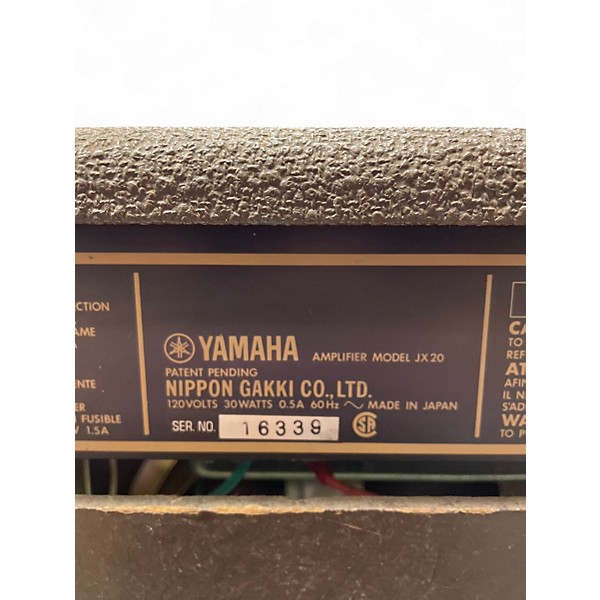 ECTION
AME
YAMAHA AMPLIFIER MODEL JX20
PATENT PENDING
NIPPON GAKKI CO., LTD.
120VOLTS 30WATTS 0.5A 60Hz ～ MADE IN JAPAN
SER. NO. 16339
ENTE
ER
FUSIBLE
1.5A
CA
TO
REF
AT
AFIN
IL N
S'AD
WA
TO P